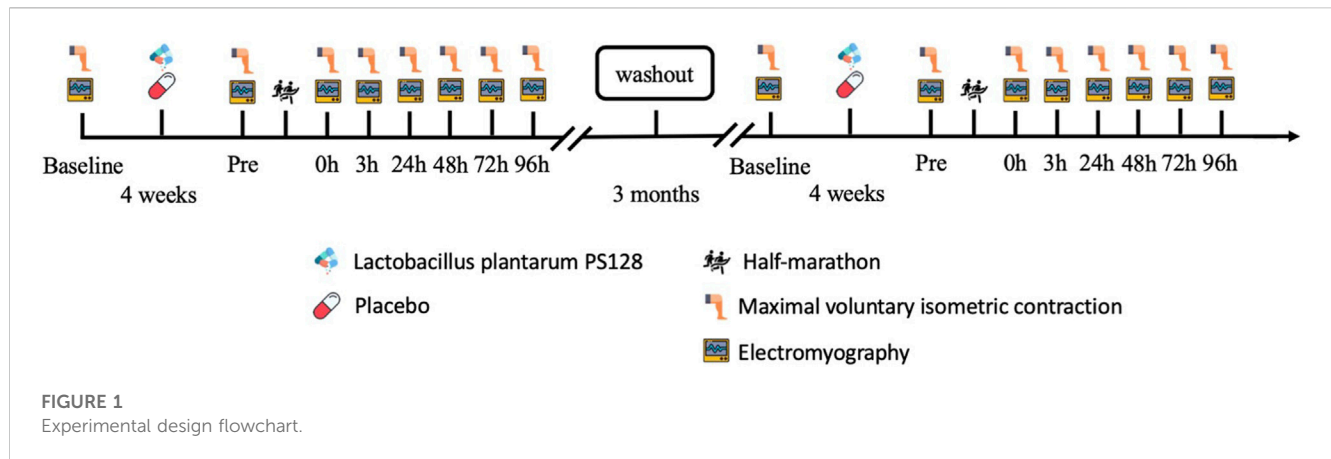 washout
Baseline Pre 0h 3h 24h 48h 72h 96h Baseline Pre 0h 3h 24h 48h 72h 96h
4 weeks 3 months 4 weeks
Lactobacillus plantarum PS128 Half-marathon
Placebo Maximal voluntary isometric contraction
Electromyography
FIGURE 1
Experimental design flowchart.